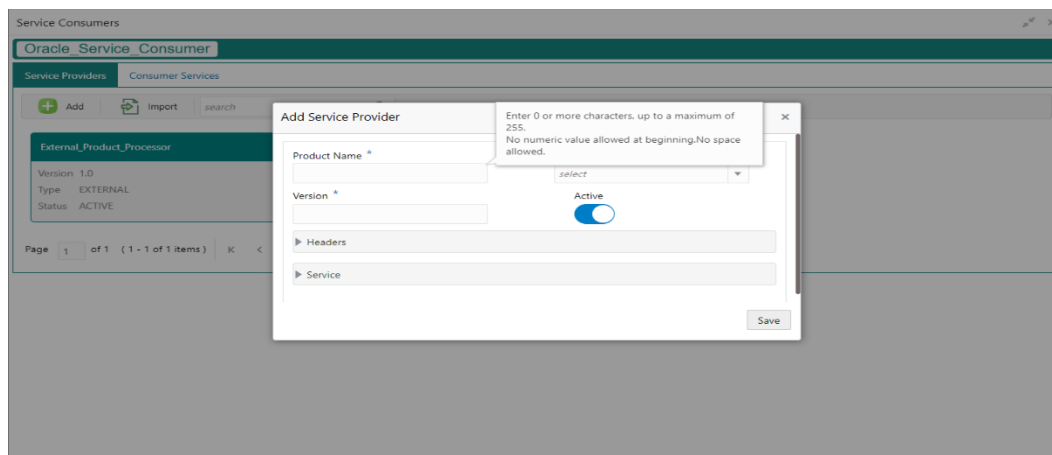 Service Consumers
Oracle_Service_Consumer
Service Providers Consumer Services
Add Import search
External_Product_Processor
Version 1.0
Type EXTERNAL
Status ACTIVE
Page 1 of 1 ( 1 - 1 of 1 items )
Add Service Provider
Enter 0 or more characters, up to a maximum of
255.
No numeric value allowed at beginning.No space
allowed.
Product Name *
select
Version *
Active
Headers
Service
Save